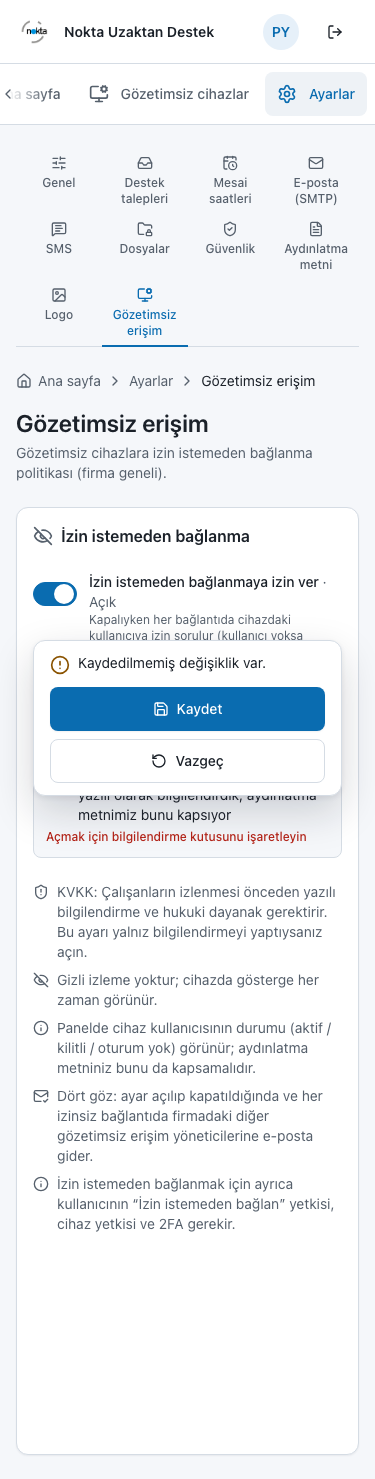 nokta
Nokta Uzaktan Destek
PY
a sayfa
Gözetimsiz cihazlar
Ayarlar
Genel
Destek
talepleri
Mesai
saatleri
E-posta
(SMTP)
SMS
Dosyalar
Güvenlik
Aydınlatma
metni
Logo
Gözetimsiz
erişim
Ana sayfa
Ayarlar
Gözetimsiz erişim
Gözetimsiz erişim
Gözetimsiz cihazlara izin istemeden bağlanma
politikası (firma geneli).
İzin istemeden bağlanma
İzin istemeden bağlanmaya izin ver ·
Açık
Kapalıyken her bağlantıda cihazdaki
kullanıcıya izin sorulur (kullanıcı yoksa
Kaydedilmemiş değişiklik var.
Kaydet
Vazgeç
yazılı olarak bilgilendirdik; aydınlatma
metnimiz bunu kapsıyor
Açmak için bilgilendirme kutusunu işaretleyin
KVKK: Çalışanların izlenmesi önceden yazılı
bilgilendirme ve hukuki dayanak gerektirir.
Bu ayarı yalnız bilgilendirmeyi yaptıysanız
açın.
Gizli izleme yoktur; cihazda gösterge her
zaman görünür.
Panelde cihaz kullanıcısının durumu (aktif /
kilitli / oturum yok) görünür; aydınlatma
metniniz bunu da kapsamalıdır.
Dört göz: ayar açılıp kapatıldığında ve her
izinsiz bağlantıda firmadaki diğer
gözetimsiz erişim yöneticilerine e-posta
gider.
İzin istemeden bağlanmak için ayrıca
kullanıcının “İzin istemeden bağlan” yetkisi,
cihaz yetkisi ve 2FA gerekir.